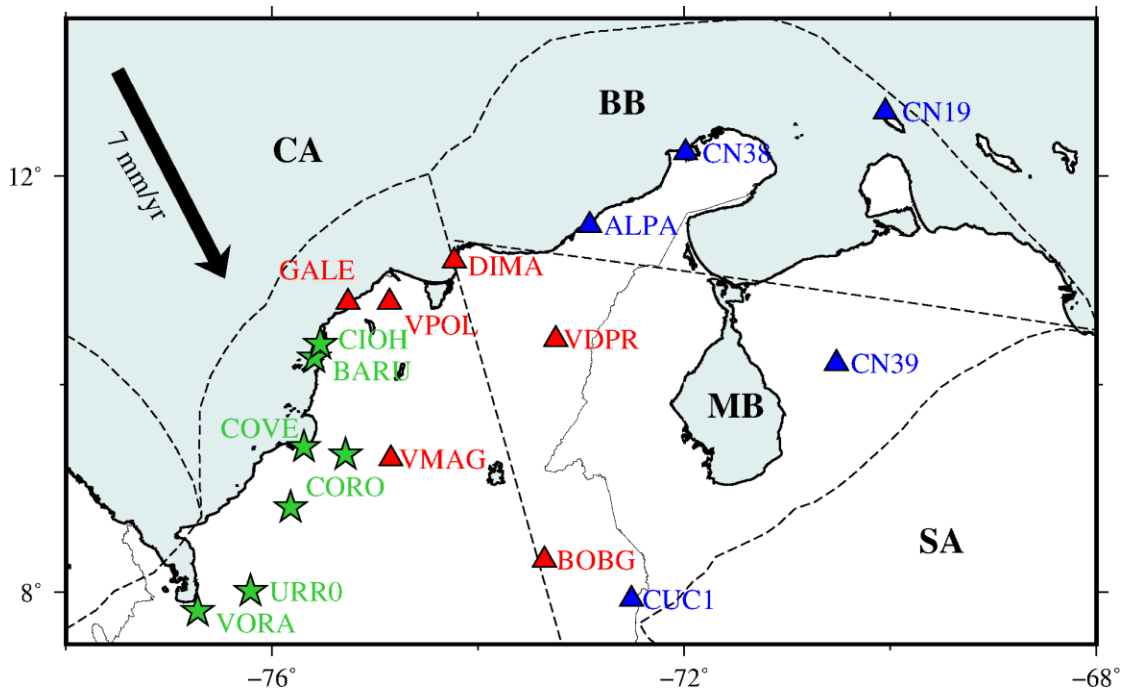 BB
CN19
CA
CN38
7 mm/yr
12°
ALPA
GALE
DIMA
VPOL
CIOH
VDPR
BARU
CN39
MB
COVE
VMAG
CORO
SA
BOBG
8°
URR0
CUC1
VORA
−76°
−72°
−68°